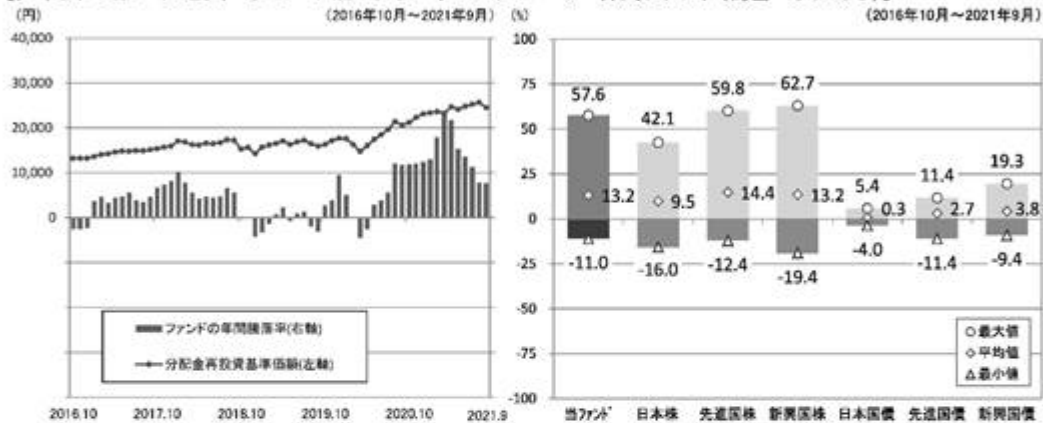 (円)
(2016年10月～2021年9月)
40,000
30,000
20,000
10,000
0
ファンドの年間騰落率(右軸)
分配金再投資基準価額(左軸)
2016.10 2017.10 2018.10 2019.10 2020.10 2021.9
(%)
(2016年10月～2021年9月)
100
75
50
25
0
-25
-50
-75
-100
57.6 42.1 59.8 62.7 5.4 11.4 19.3
13.2 9.5 14.4 13.2 0.3 2.7 3.8
-11.0 -16.0 -12.4 -19.4 -4.0 -11.4 -9.4
最大値
平均値
最小値
当ファンド 日本株 先進国株 新興国株 日本国債 先進国債 新興国債